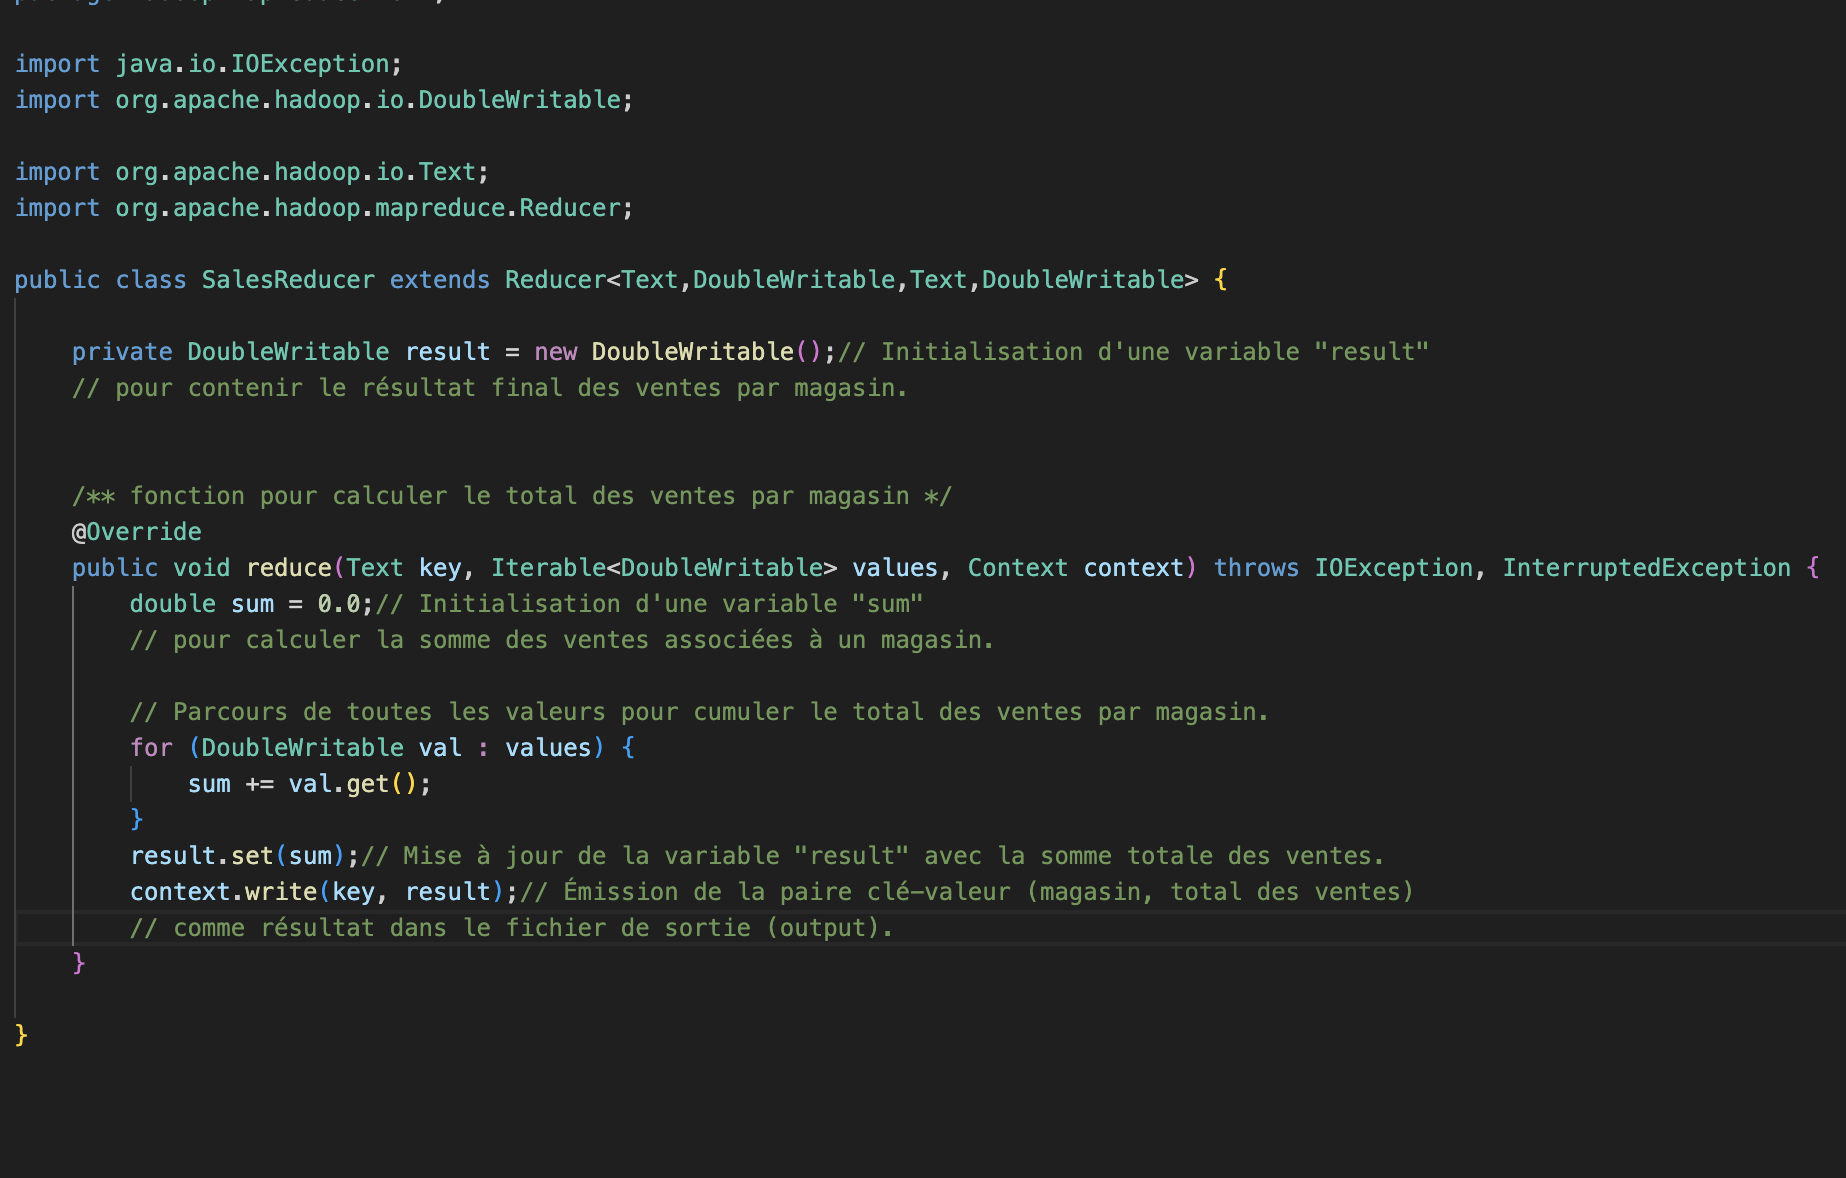 import java.io.IOException;
import org.apache.hadoop.io.DoubleWritable;
import org.apache.hadoop.io.Text;
import org.apache.hadoop.mapreduce.Reducer;
public class SalesReducer extends Reducer<Text,DoubleWritable,Text,DoubleWritable> {
    private DoubleWritable result = new DoubleWritable();// Initialisation d'une variable "result"
    // pour contenir le résultat final des ventes par magasin.
    /** fonction pour calculer le total des ventes par magasin */
    @Override
    public void reduce(Text key, Iterable<DoubleWritable> values, Context context) throws IOException, InterruptedException {
        double sum = 0.0;// Initialisation d'une variable "sum"
        // pour calculer la somme des ventes associées à un magasin.
        // Parcours de toutes les valeurs pour cumuler le total des ventes par magasin.
        for (DoubleWritable val : values) {
            sum += val.get();
        }
        result.set(sum);// Mise à jour de la variable "result" avec la somme totale des ventes.
        context.write(key, result);// Émission de la paire clé-valeur (magasin, total des ventes)
        // comme résultat dans le fichier de sortie (output).
    }
}